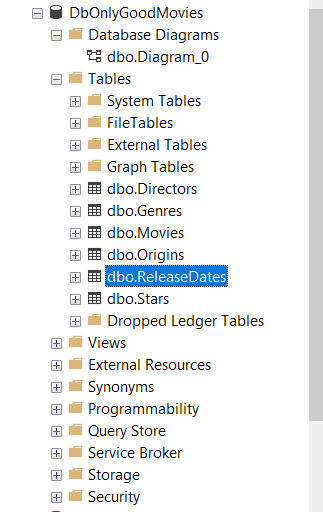 DbOnlyGoodMovies
Database Diagrams
dbo.Diagram_0
Tables
System Tables
FileTables
External Tables
Graph Tables
dbo.Directors
dbo.Genres
dbo.Movies
dbo.Origins
dbo.ReleaseDates
dbo.Stars
Dropped Ledger Tables
Views
External Resources
Synonyms
Programmability
Query Store
Service Broker
Storage
Security